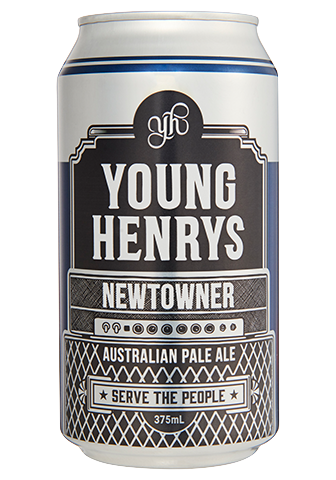 yh
YOUNG
HENRYS
NEWTOWNER
AUSTRALIAN PALE ALE
★ SERVE THE PEOPLE ★
375mL